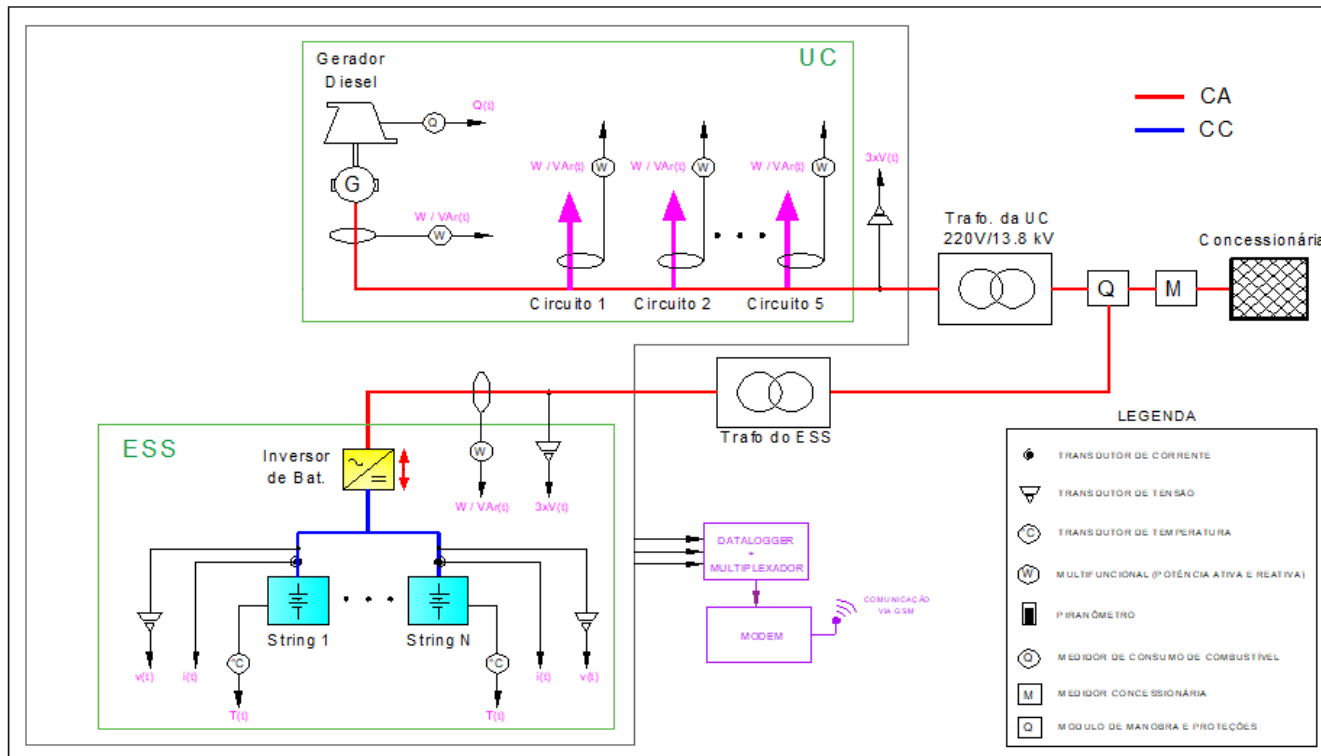 UC
Gerador
Diesel
Q(t)
Q
G
W / VAr(t)
W
W / VAr(t)
W
W / VAr(t)
W
W / VAr(t)
W
3xV(t)
Circuito 1
Circuito 2
Circuito 5
CA
CC
Trafo. da UC
220V/13.8 kV
Concessionária
Q
M
Trafo do ESS
ESS
Inversor
de Bat.
W
W / VAr(t)
3xV(t)
String 1
String N
°C
°C
v(t)
i(t)
T(t)
T(t)
i(t)
v(t)
DATALOGGER
+
MULTIPLEXADOR
MODEM
COMUNICAÇÃO
VIA GSM
LEGENDA
TRANSDUTOR DE CORRENTE
TRANSDUTOR DE TENSÃO
°C
TRANSDUTOR DE TEMPERATURA
W
MULTIFUNCIONAL (POTÊNCIA ATIVA E REATIVA)
PIRANÔMETRO
Q
MEDIDOR DE CONSUMO DE COMBUSTÍVEL
M
MEDIDOR CONCESSIONÁRIA
Q
MÓDULO DE MANOBRA E PROTEÇÕES